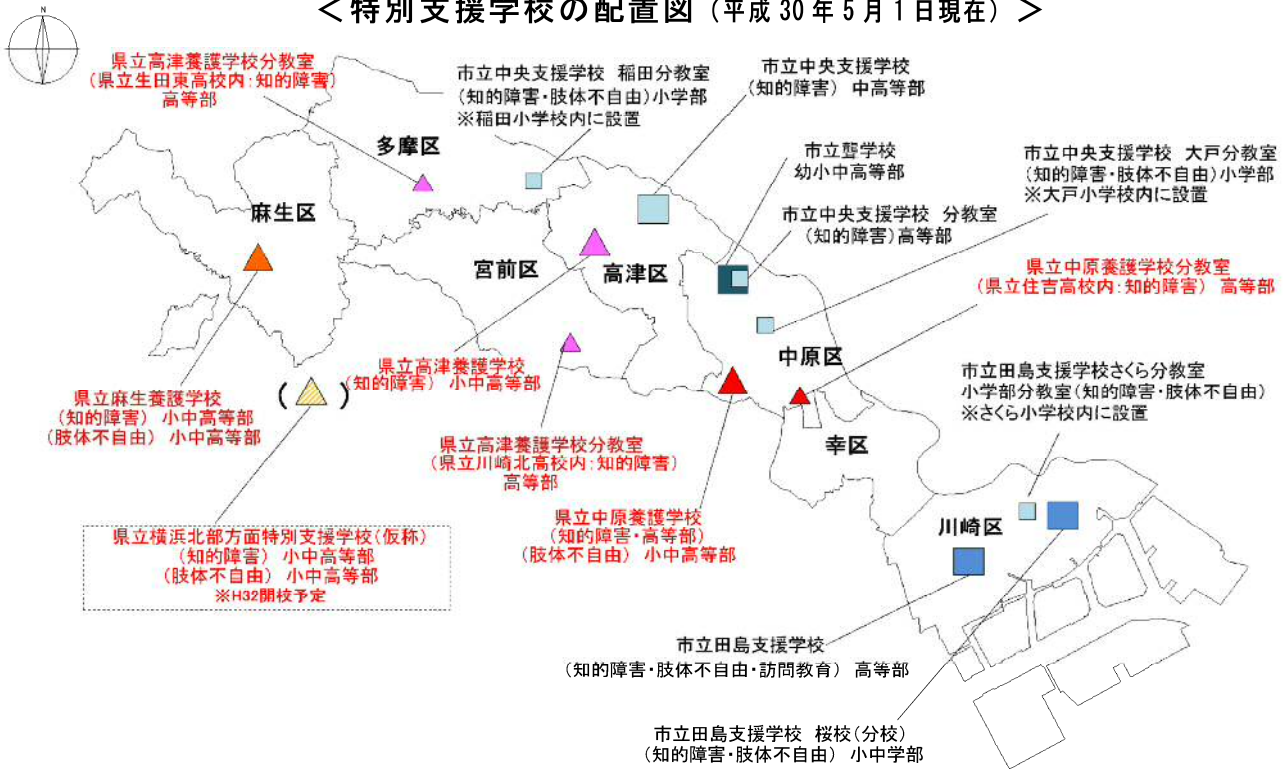 ＜特別支援学校の配置図（平成30年5月1日現在）＞
N
県立高津養護学校分教室
（県立生田東高校内：知的障害）
高等部
市立中央支援学校　稲田分教室
（知的障害・肢体不自由）小学部
※稲田小学校内に設置
市立中央支援学校
（知的障害）　中高等部
市立聾学校
幼小中高等部
市立中央支援学校　大戸分教室
（知的障害・肢体不自由）小学部
※大戸小学校内に設置
市立中央支援学校　分教室
（知的障害）高等部
県立中原養護学校分教室
（県立住吉高校内：知的障害）　高等部
多摩区
麻生区
宮前区
高津区
中原区
幸区
川崎区
県立麻生養護学校
（知的障害）　小中高等部
（肢体不自由）　小中高等部
（　）
県立高津養護学校
（知的障害）　小中高等部
県立高津養護学校分教室
（県立川崎北高校内：知的障害）
高等部
県立中原養護学校
（知的障害・高等部）
（肢体不自由）　小中高等部
市立田島支援学校さくら分教室
小学部分教室（知的障害・肢体不自由）
※さくら小学校内に設置
県立横浜北部方面特別支援学校（仮称）
（知的障害）　小中高等部
（肢体不自由）　小中高等部
※H32開校予定
市立田島支援学校
（知的障害・肢体不自由・訪問教育）　高等部
市立田島支援学校　桜校（分校）
（知的障害・肢体不自由）　小中学部